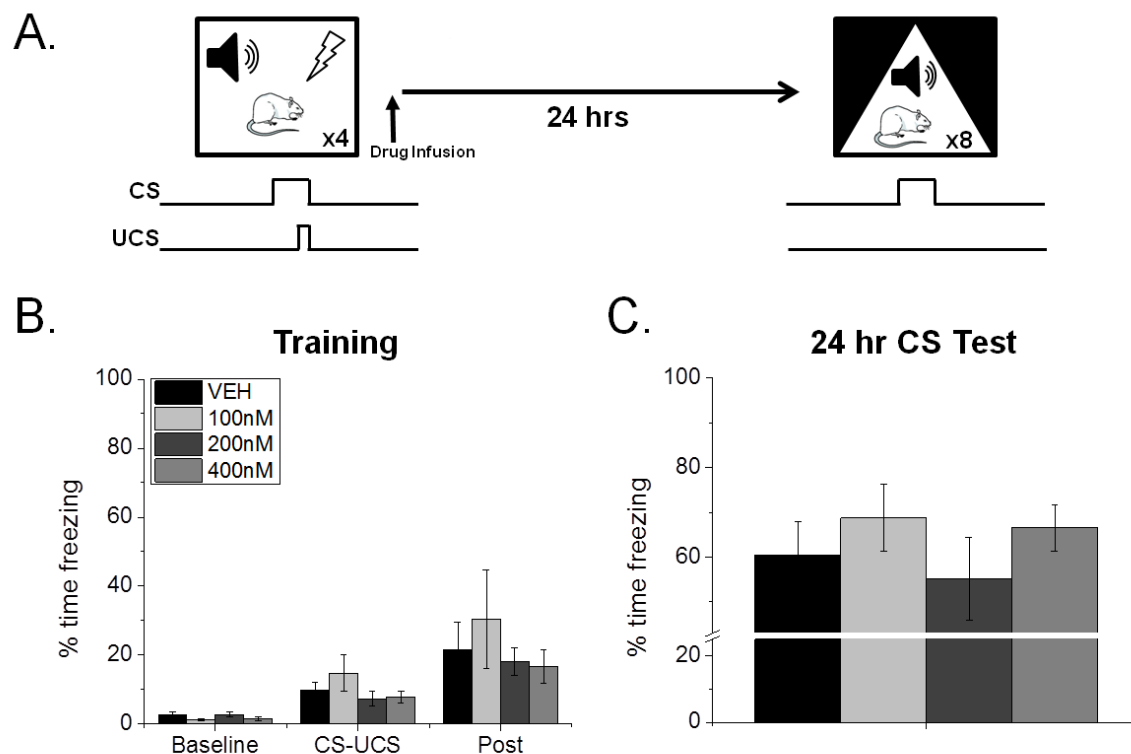 A.
x4
Drug Infusion
24 hrs
x8
CS
UCS
B.
Training
% time freezing
100
80
60
40
20
0
VEH
100nM
200nM
400nM
Baseline
CS-UCS
Post
C.
24 hr CS Test
% time freezing
100
80
60
20
0